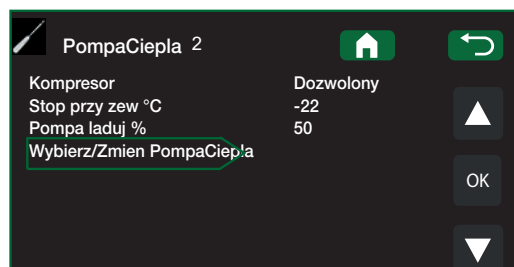 PompaCiepla 2
Kompresor Dozwolony
Stop przy zew °C -22
Pompa laduj % 50
Wybierz/Zmien PompaCiepla
OK